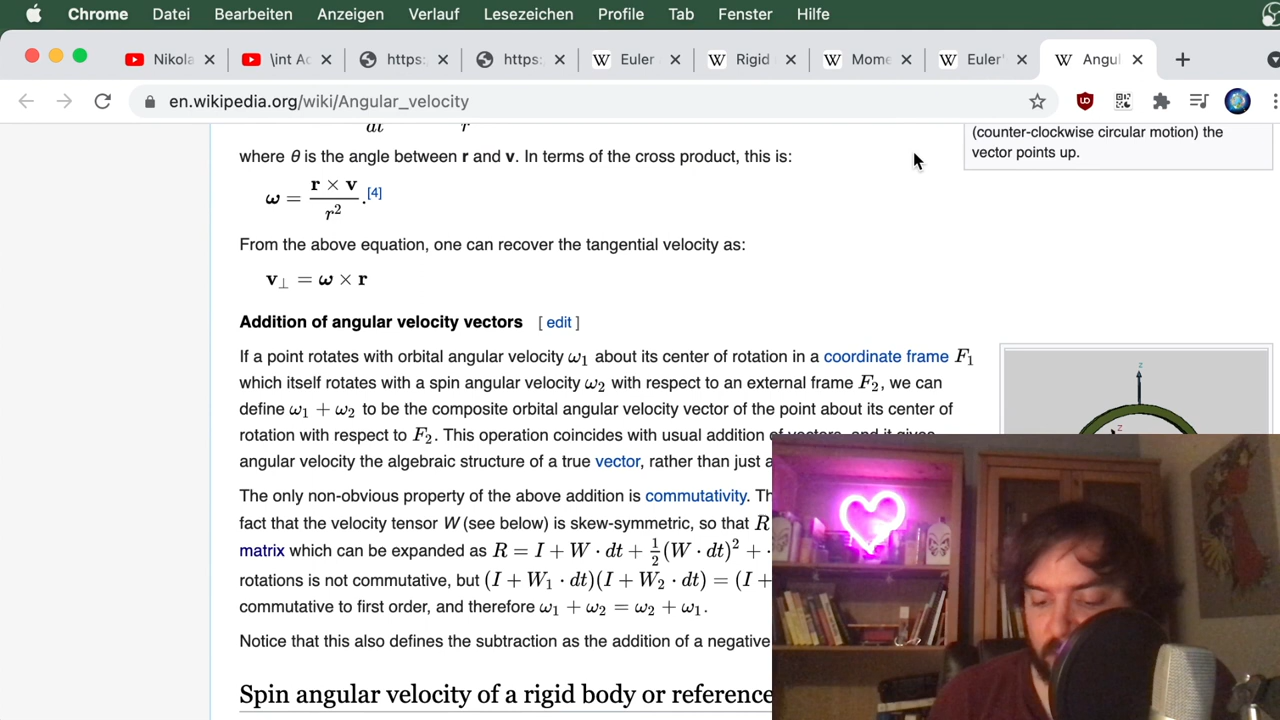 Chrome Datei Bearbeiten Anzeigen Verlauf Lesezeichen Profile Tab Fenster Hilfe
Nikola \int Ac https: https: Euler Rigid Mome Euler' Angul
en.wikipedia.org/wiki/Angular_velocity
dt r
(counter-clockwise circular motion) the
vector points up.
where θ is the angle between r and v. In terms of the cross product, this is:
ω = r × v / r² .[4]
From the above equation, one can recover the tangential velocity as:
v⊥ = ω × r
Addition of angular velocity vectors [ edit ]
If a point rotates with orbital angular velocity ω₁ about its center of rotation in a coordinate frame F₁
which itself rotates with a spin angular velocity ω₂ with respect to an external frame F₂, we can
define ω₁ + ω₂ to be the composite orbital angular velocity vector of the point about its center of
rotation with respect to F₂. This operation coincides with usual addition of vectors, and it gives
angular velocity the algebraic structure of a true vector, rather than just a
The only non-obvious property of the above addition is commutativity. Th
fact that the velocity tensor W (see below) is skew-symmetric, so that R
matrix which can be expanded as R = I + W · dt + ½(W · dt)² + ·
rotations is not commutative, but (I + W₁ · dt)(I + W₂ · dt) = (I +
commutative to first order, and therefore ω₁ + ω₂ = ω₂ + ω₁.
Notice that this also defines the subtraction as the addition of a negative
Spin angular velocity of a rigid body or reference
z
z